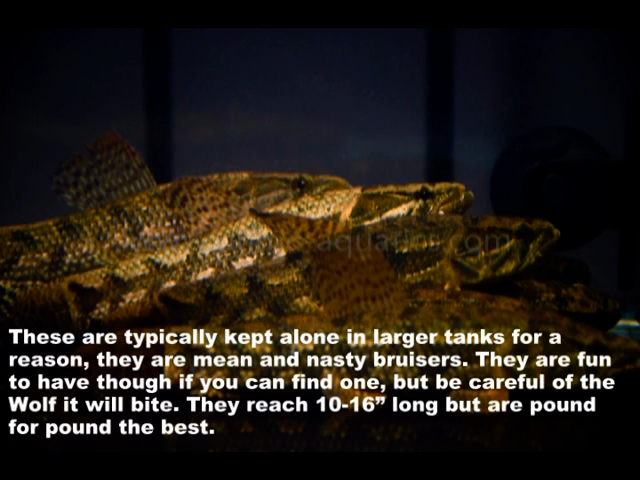 These are typically kept alone in larger tanks for a
reason, they are mean and nasty bruisers. They are fun
to have though if you can find one, but be careful of the
Wolf it will bite. They reach 10-16” long but are pound
for pound the best.